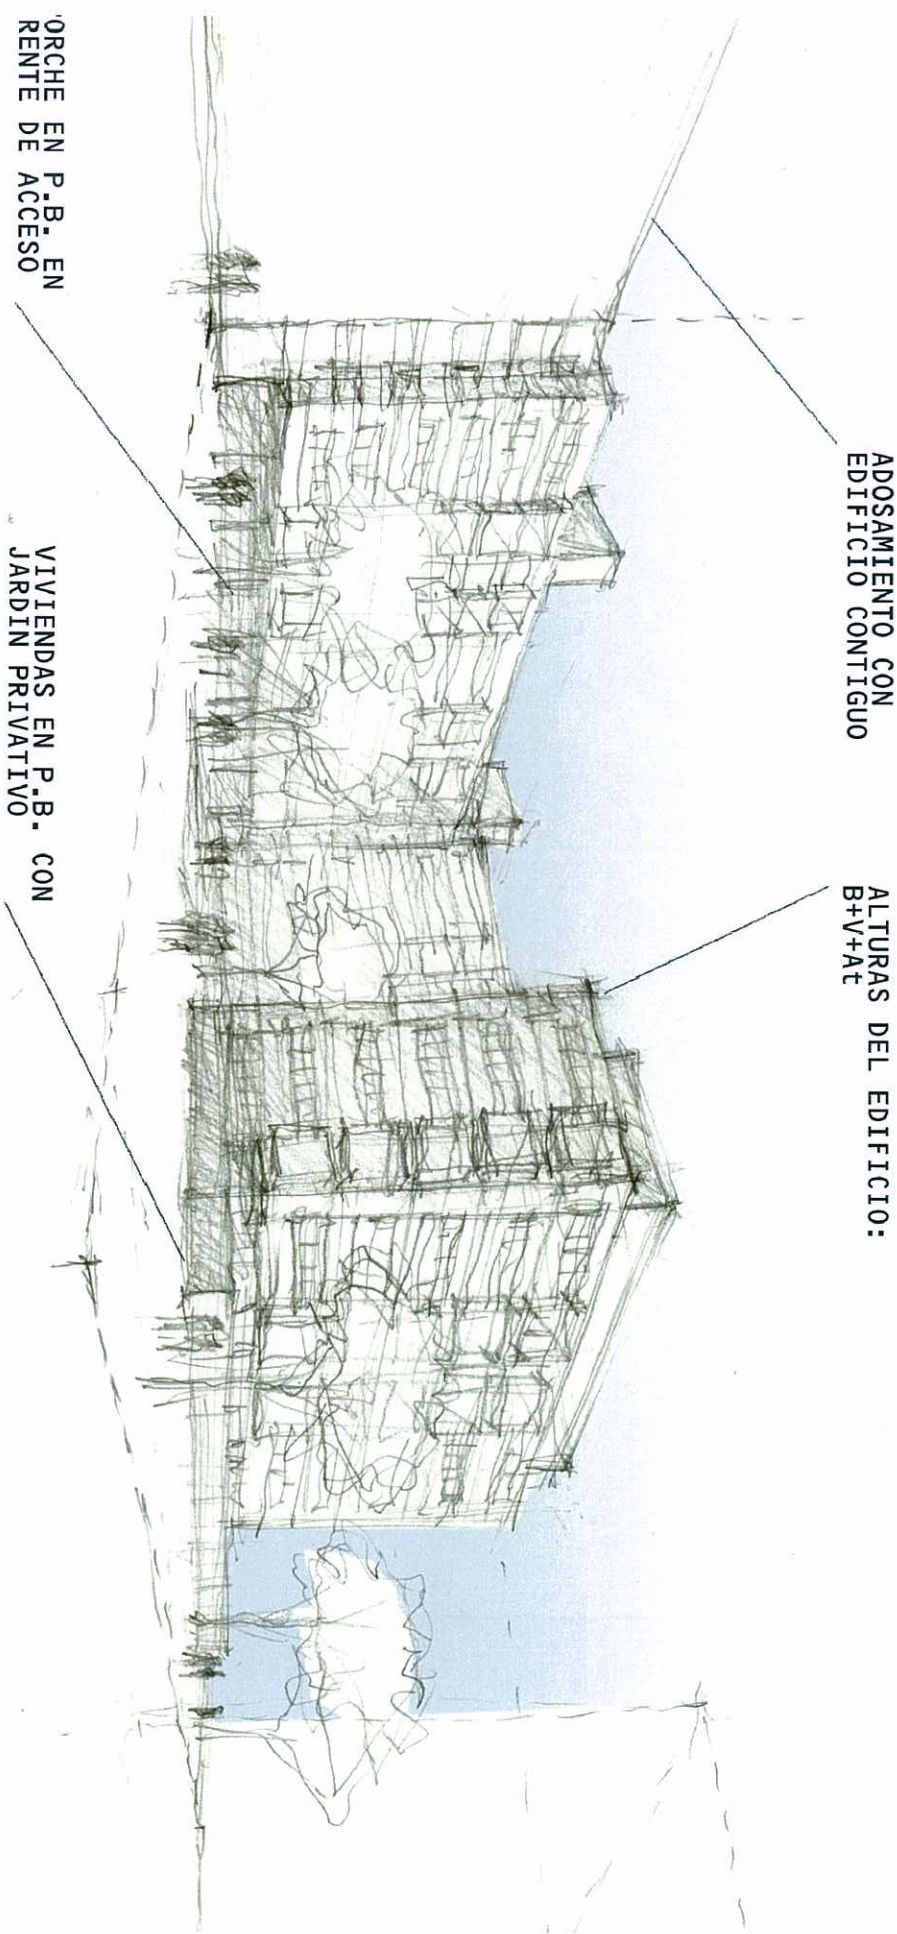 ADOSAMIENTO CON
EDIFICIO CONTIGUO
ALTURAS DEL EDIFICIO:
B+V+At
ORCHE EN P.B. EN
RENTE DE ACCESO
VIVIENDAS EN P.B. CON
JARDIN PRIVATIVO